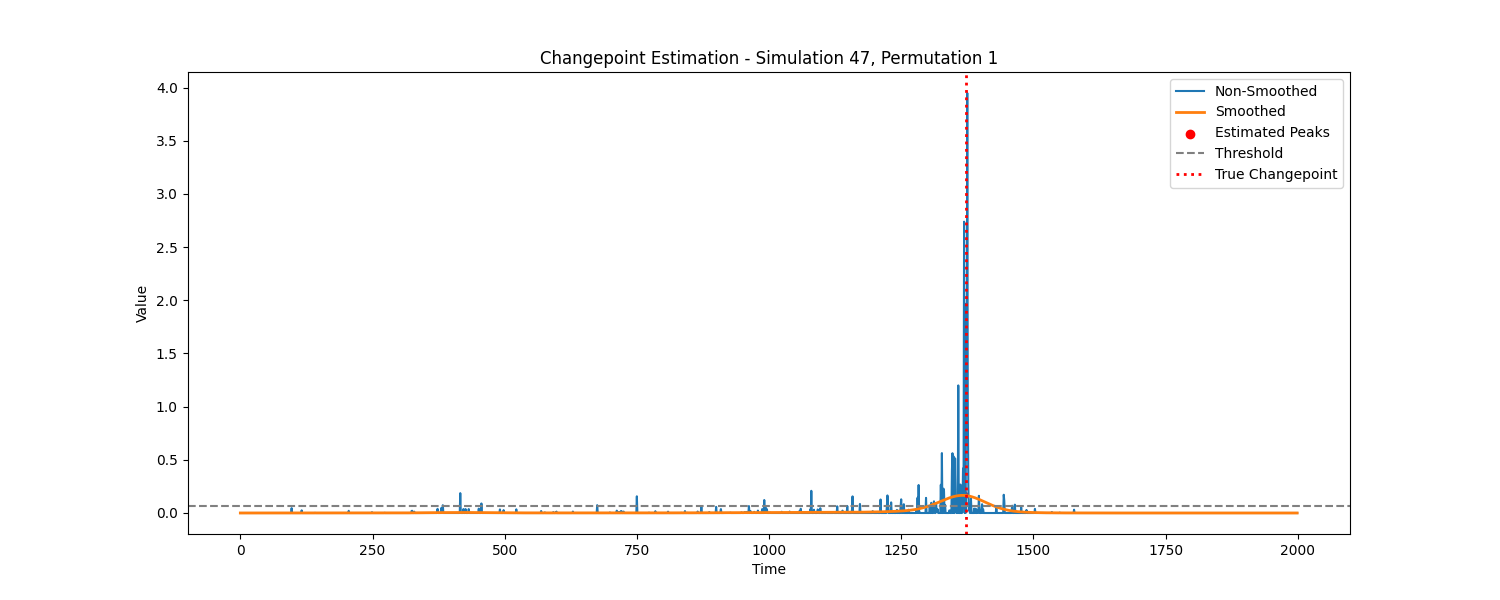 Changepoint Estimation - Simulation 47, Permutation 1
4.0
3.5
3.0
2.5
2.0
1.5
1.0
0.5
0.0
Value
Non-Smoothed
Smoothed
Estimated Peaks
Threshold
True Changepoint
0 250 500 750 1000 1250 1500 1750 2000
Time